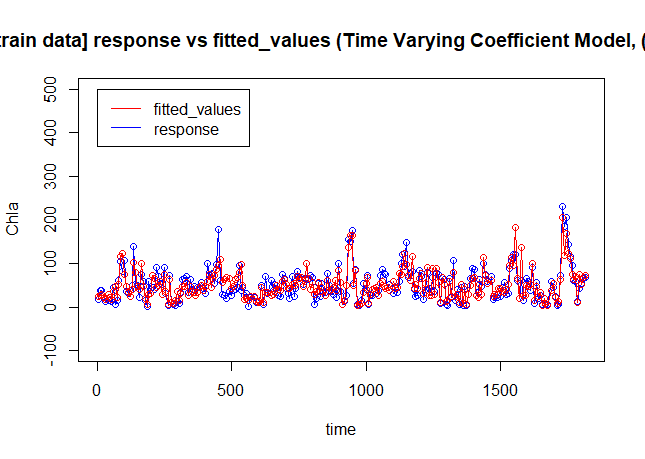 train data] response vs fitted_values (Time Varying Coefficient Model, (
fitted_values
response
500
400
300
200
100
0
-100
Chla
0 500 1000 1500
time